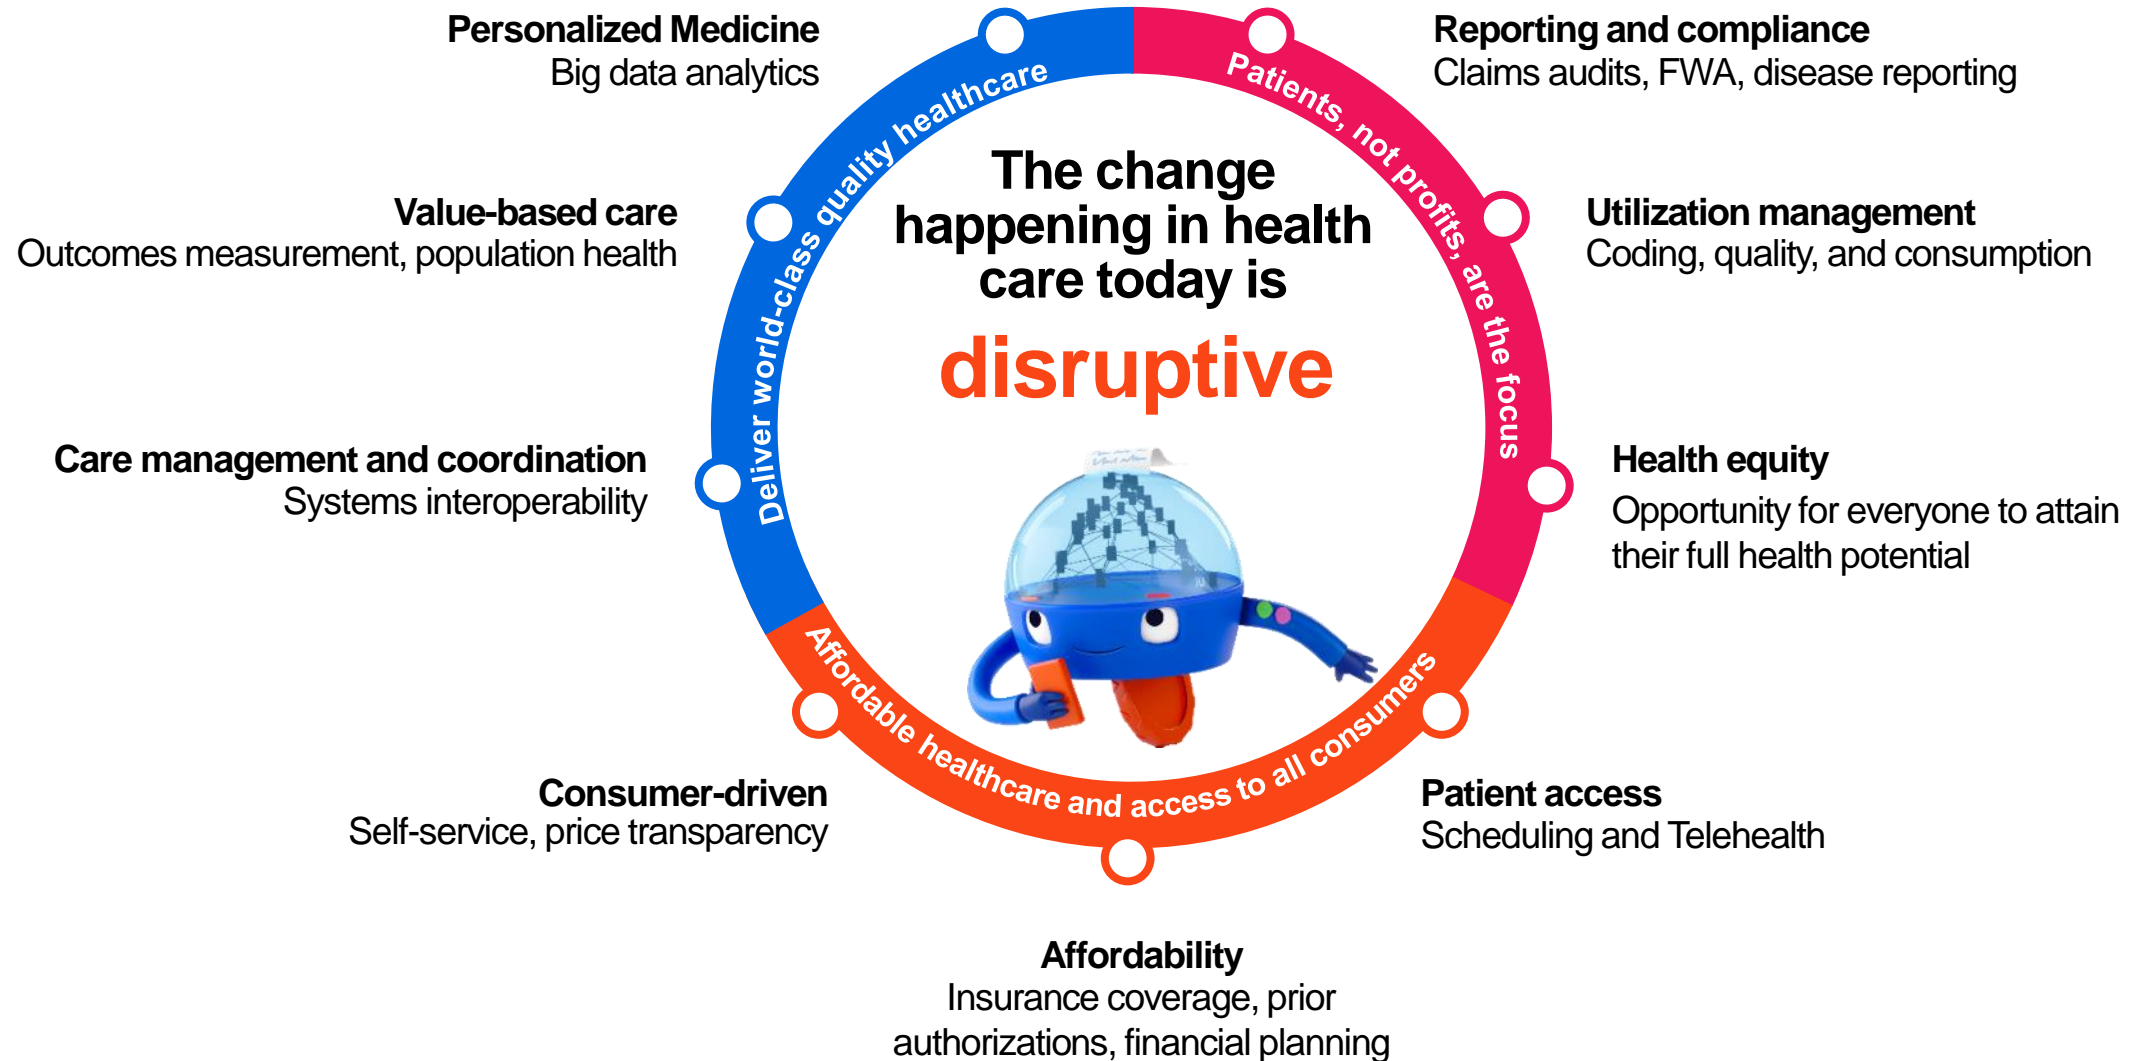 The change
happening in health
care today is
disruptive
Deliver world-class quality healthcare
Patients, not profits, are the focus
Affordable healthcare and access to all consumers
Personalized Medicine
Big data analytics
Value-based care
Outcomes measurement, population health
Care management and coordination
Systems interoperability
Consumer-driven
Self-service, price transparency
Affordability
Insurance coverage, prior
authorizations, financial planning
Patient access
Scheduling and Telehealth
Health equity
Opportunity for everyone to attain
their full health potential
Utilization management
Coding, quality, and consumption
Reporting and compliance
Claims audits, FWA, disease reporting